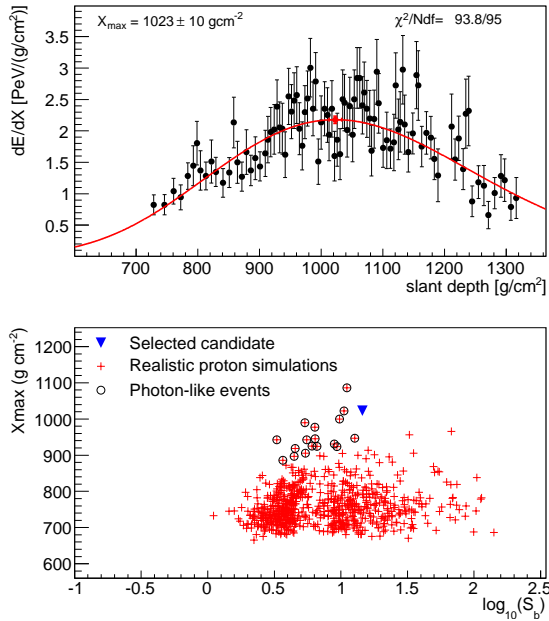 X_max = 1023 ± 10 gcm⁻²
χ²/Ndf= 93.8/95
dE/dX [PeV/(g/cm²)]
3.5
3
2.5
2
1.5
1
0.5
700 800 900 1000 1100 1200 1300
slant depth [g/cm²]
Xmax (g cm⁻²)
1200
1100
1000
900
800
700
600
Selected candidate
Realistic proton simulations
Photon-like events
-1 -0.5 0 0.5 1 1.5 2 2.5
log₁₀(S_b)